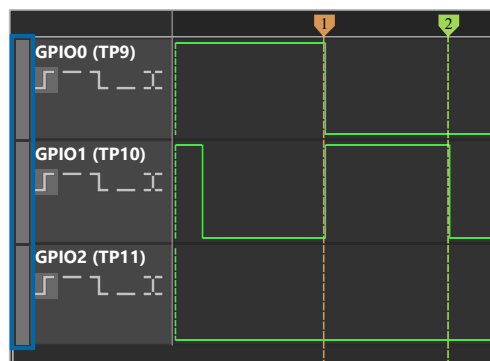 1
2
GPIO0 (TP9)
GPIO1 (TP10)
GPIO2 (TP11)